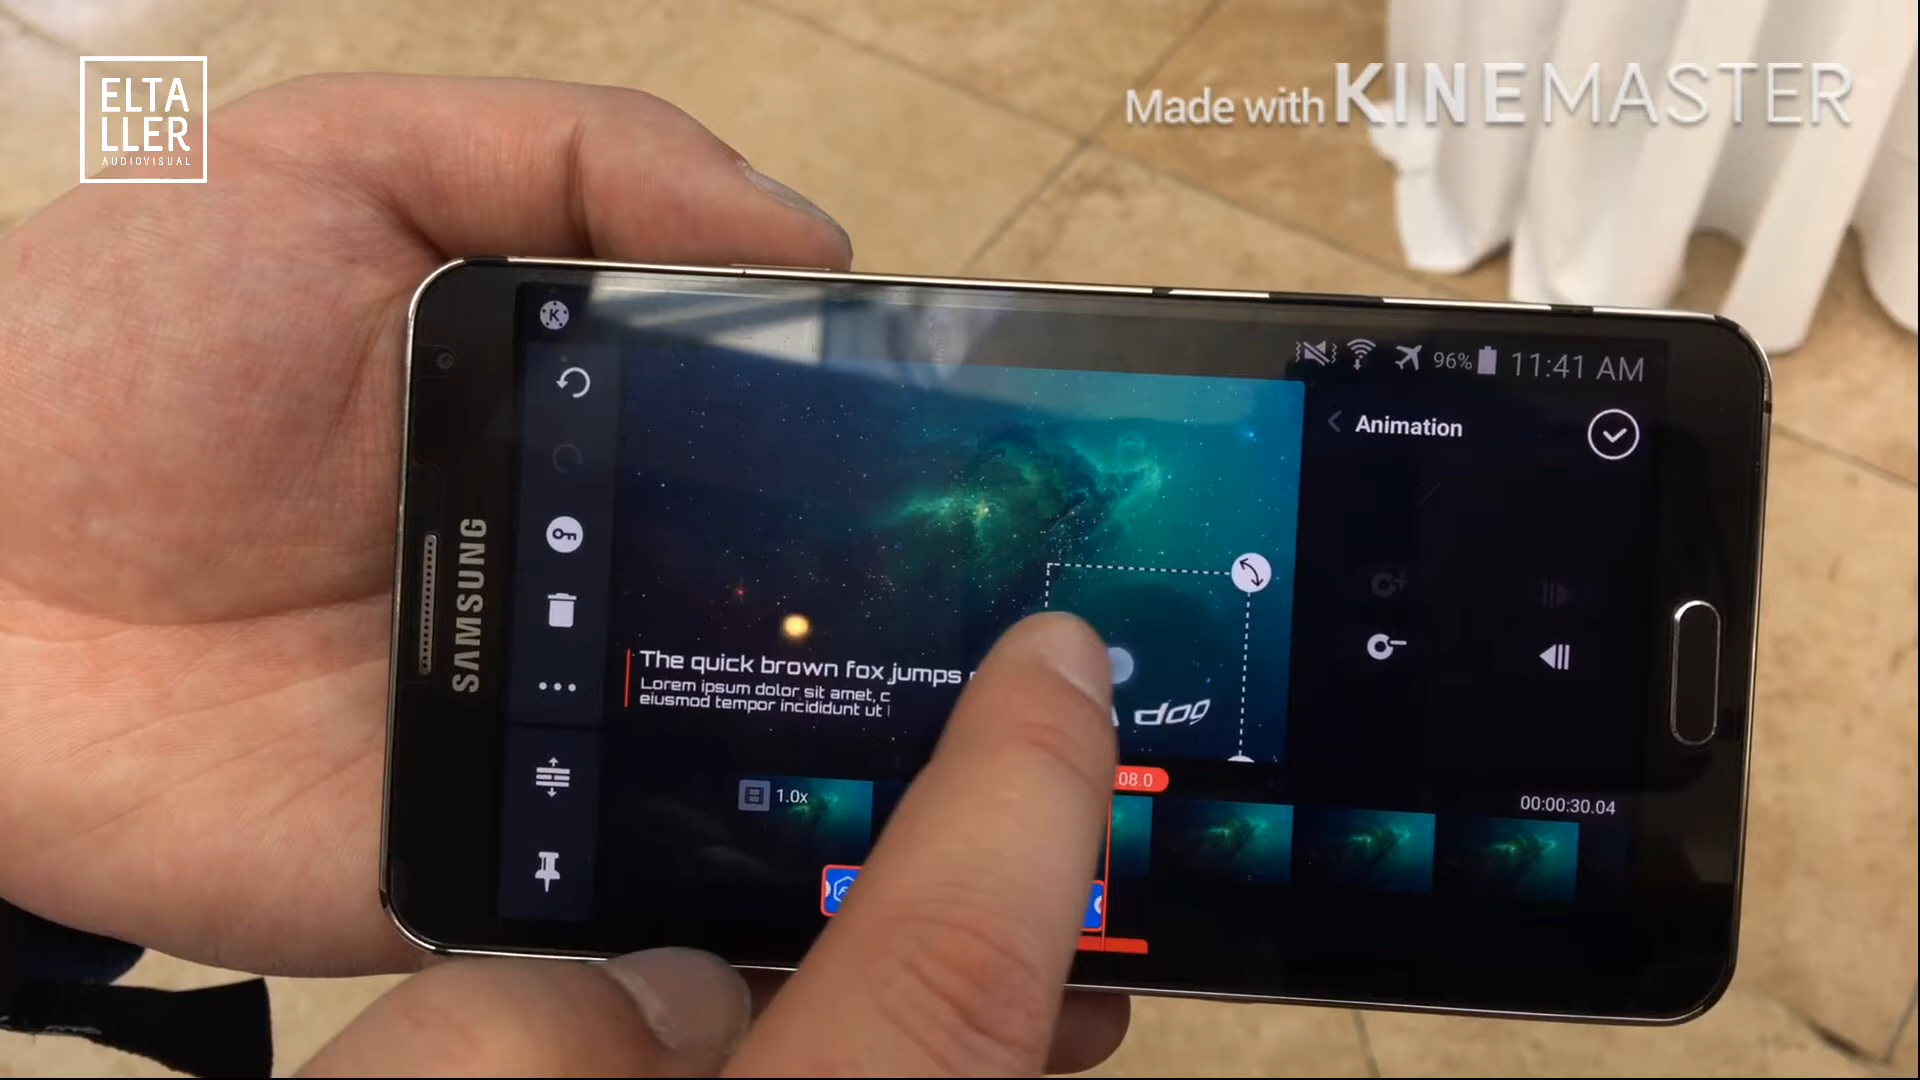 ELTA
LLER
AUDIOVISUAL
Made with KINEMASTER
SAMSUNG
K
96% 11:41 AM
Animation
The quick brown fox jumps
Lorem ipsum dolor sit amet, c
eiusmod tempor incididunt ut l
dog
:08.0
1.0x
00:00:30.04